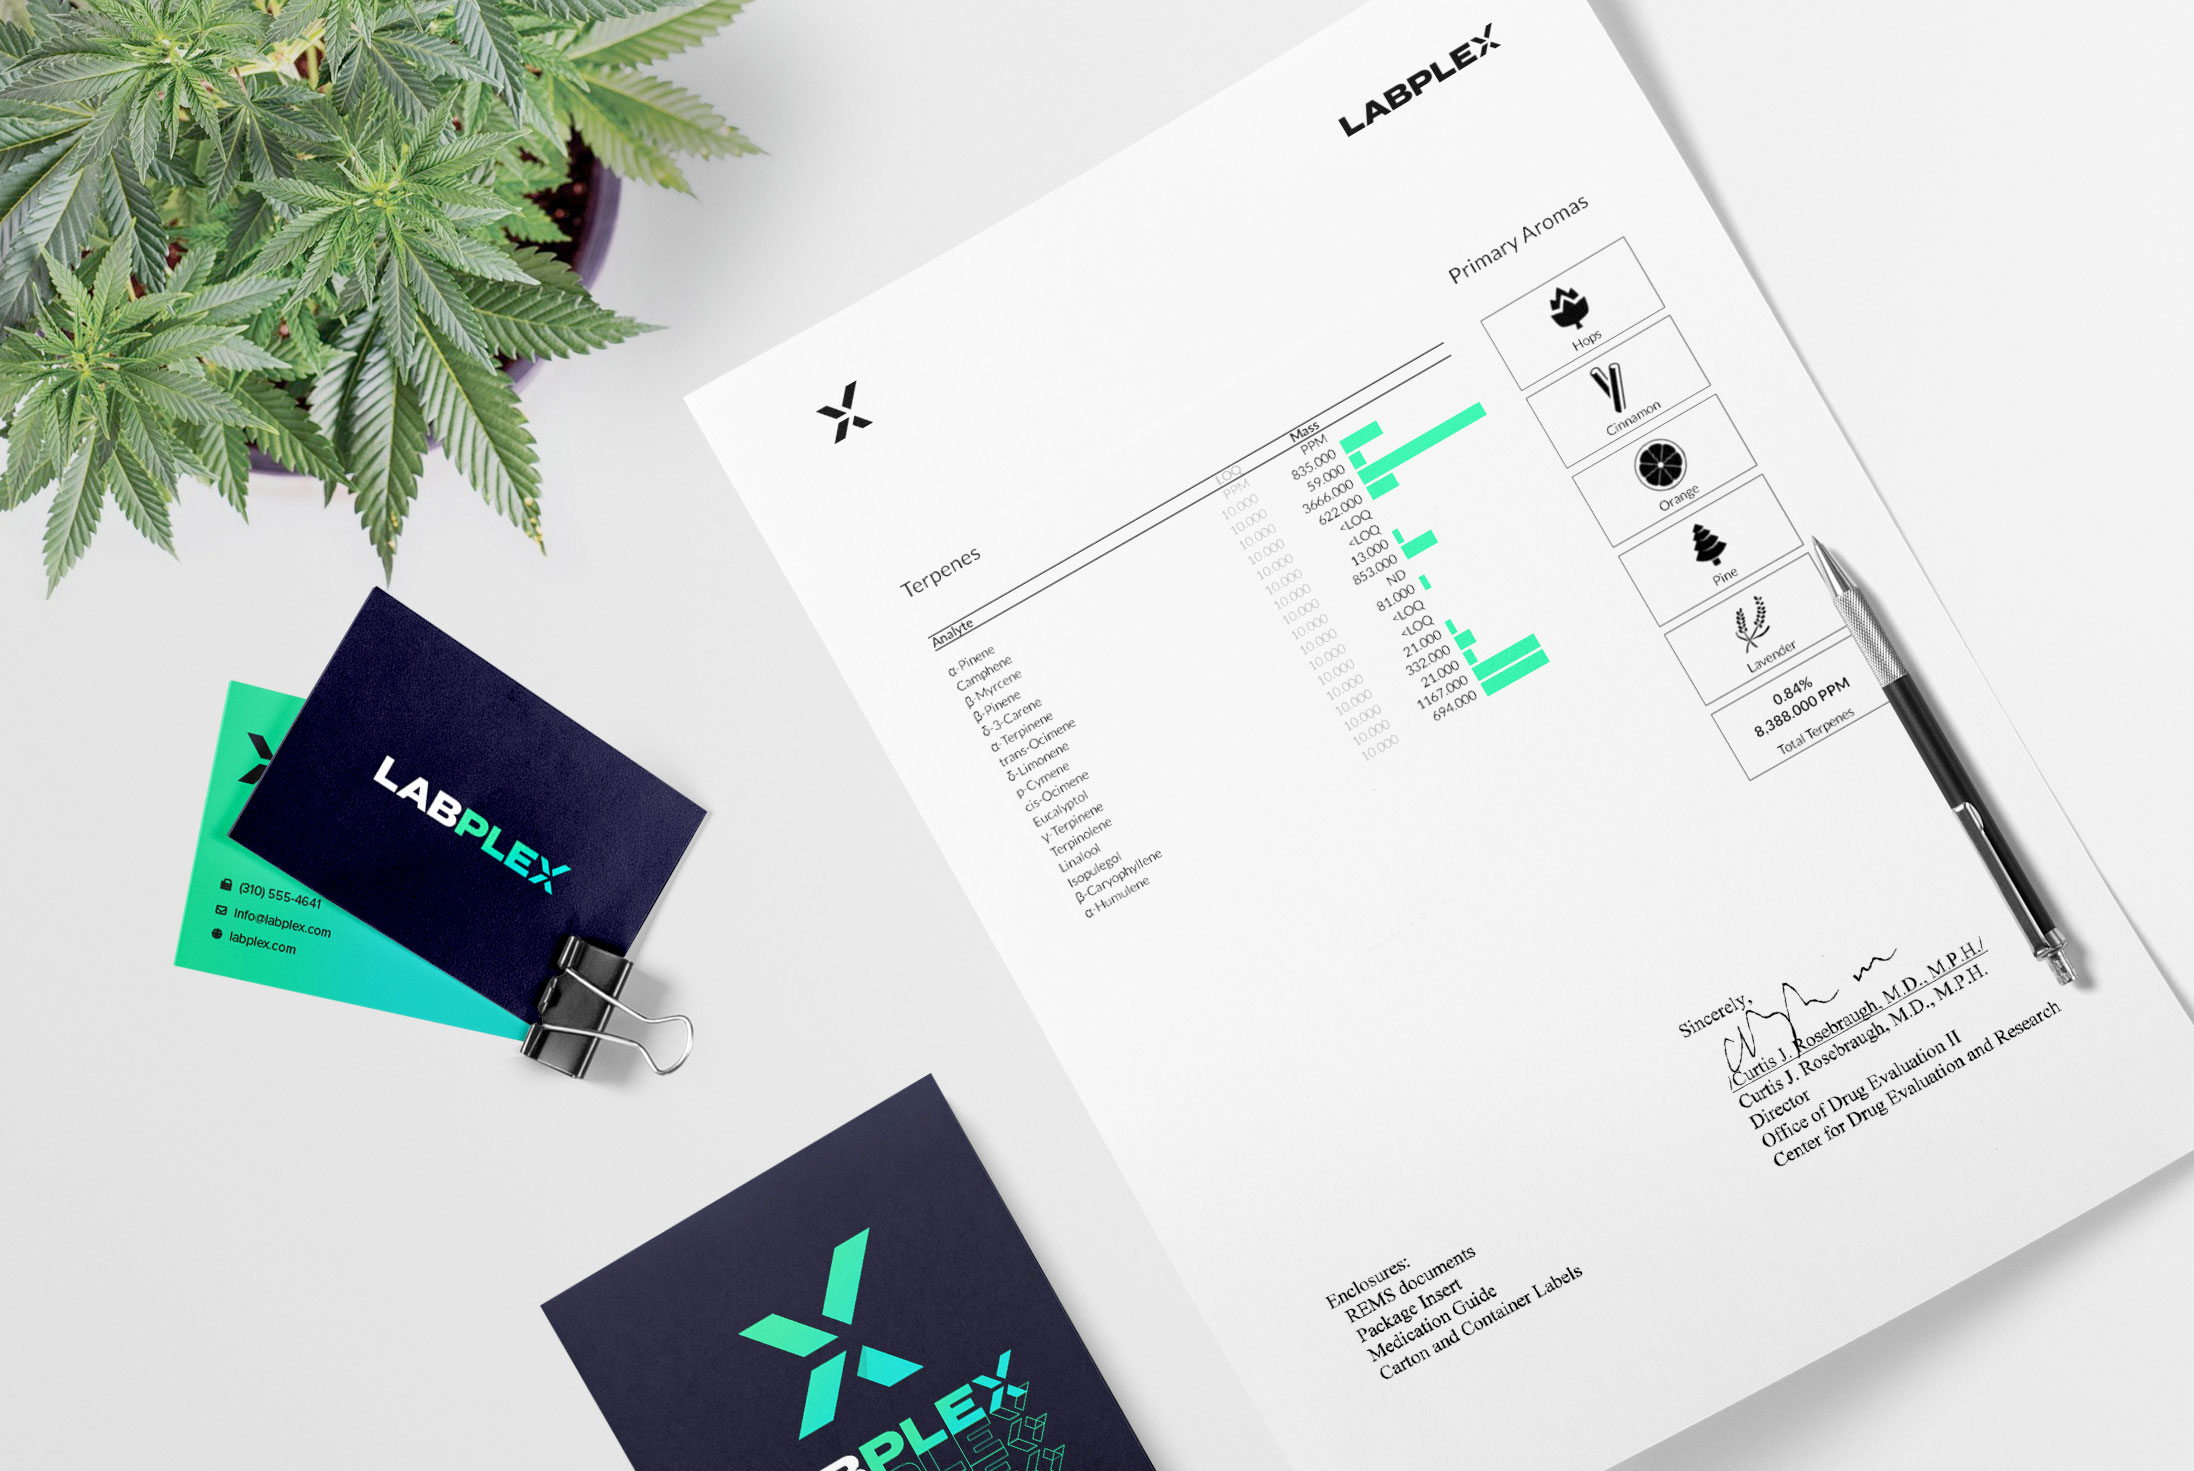 LABPLEX
Primary Aromas
Hops
Cinnamon
Orange
Pine
Lavender
0.84%
8,388.000 PPM
Total Terpenes
Terpenes
Analyte LOQ Mass
PPM PPM
α-Pinene 10.000 835.000
Camphene 10.000 59.000
β-Myrcene 10.000 3666.000
β-Pinene 10.000 622.000
δ-3-Carene 10.000 <LOQ
α-Terpinene 10.000 <LOQ
trans-Ocimene 10.000 13.000
δ-Limonene 10.000 853.000
p-Cymene 10.000 ND
cis-Ocimene 10.000 81.000
Eucalyptol 10.000 <LOQ
γ-Terpinene 10.000 <LOQ
Terpinolene 10.000 21.000
Linalool 10.000 332.000
Isopulegol 10.000 21.000
β-Caryophyllene 10.000 1167.000
α-Humulene 10.000 694.000
Sincerely,
/Curtis J. Rosebraugh, M.D., M.P.H./
Curtis J. Rosebraugh, M.D., M.P.H.
Director
Office of Drug Evaluation II
Center for Drug Evaluation and Research
Enclosures:
REMS documents
Package Insert
Medication Guide
Carton and Container Labels
LABPLEX
(310) 555-4641
Info@labplex.com
labplex.com